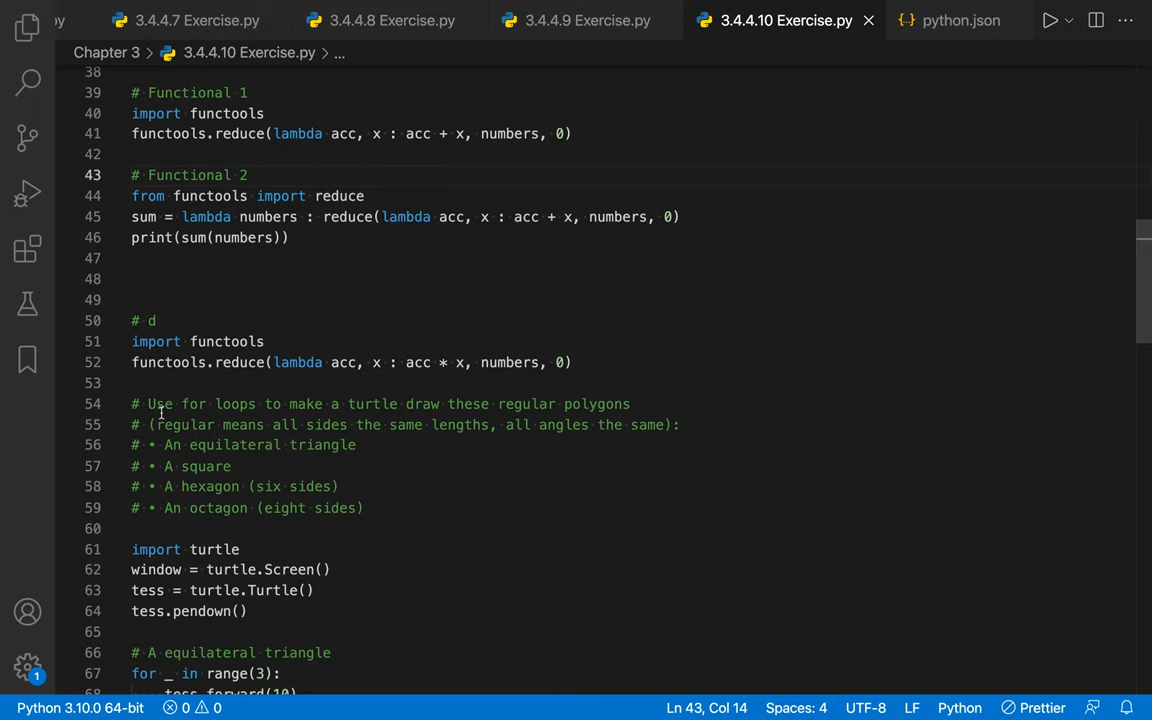 py 3.4.4.7 Exercise.py 3.4.4.8 Exercise.py 3.4.4.9 Exercise.py 3.4.4.10 Exercise.py python.json
Chapter 3 > 3.4.4.10 Exercise.py > ...
38
39 # Functional 1
40 import functools
41 functools.reduce(lambda acc, x : acc + x, numbers, 0)
42
43 # Functional 2
44 from functools import reduce
45 sum = lambda numbers : reduce(lambda acc, x : acc + x, numbers, 0)
46 print(sum(numbers))
47
48
49
50 # d
51 import functools
52 functools.reduce(lambda acc, x : acc * x, numbers, 0)
53
54 # Use for loops to make a turtle draw these regular polygons
55 # (regular means all sides the same lengths, all angles the same):
56 # • An equilateral triangle
57 # • A square
58 # • A hexagon (six sides)
59 # • An octagon (eight sides)
60
61 import turtle
62 window = turtle.Screen()
63 tess = turtle.Turtle()
64 tess.pendown()
65
66 # A equilateral triangle
67 for _ in range(3):
68 tess.forward(10)
1
Python 3.10.0 64-bit 0 0 Ln 43, Col 14 Spaces: 4 UTF-8 LF Python Prettier